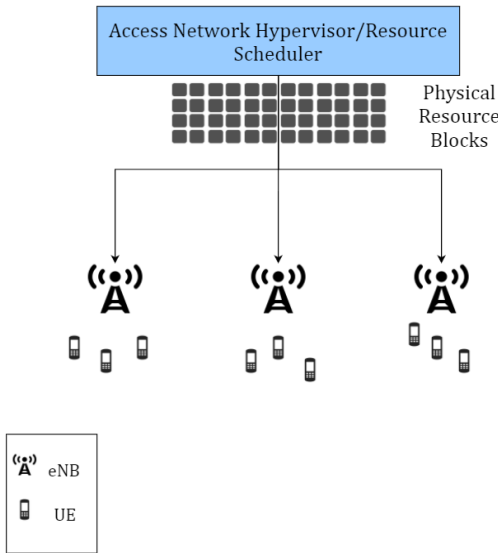 Access Network Hypervisor/Resource
Scheduler
Physical
Resource
Blocks
eNB
UE